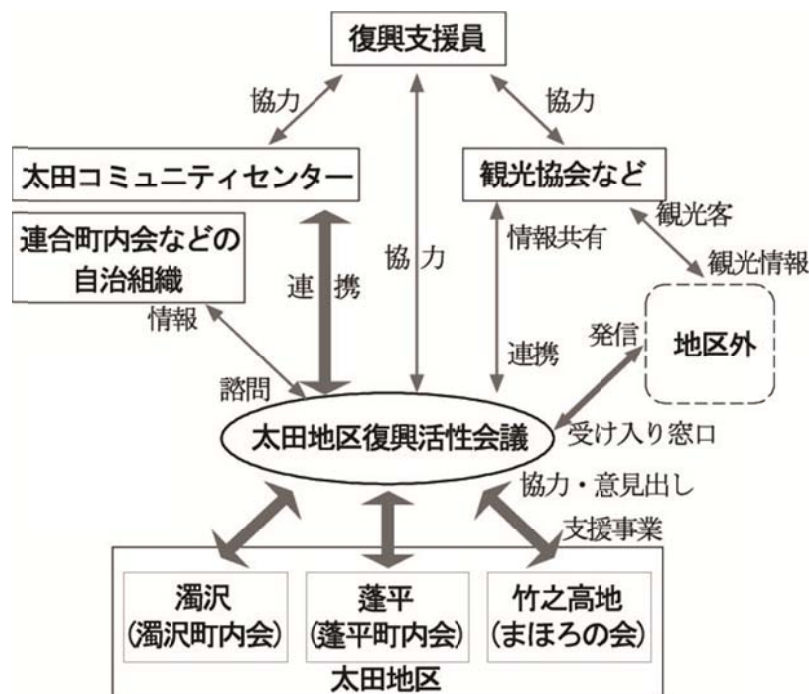 復興支援員
協力
協力
太田コミュニティセンター
観光協会など
連合町内会などの
自治組織
連携
協力
情報共有
連携
観光客
観光情報
情報
諮問
発信
地区外
太田地区復興活性会議
受け入り窓口
協力・意見出し
支援事業
濁沢
(濁沢町内会)
蓬平
(蓬平町内会)
竹之高地
(まほろの会)
太田地区